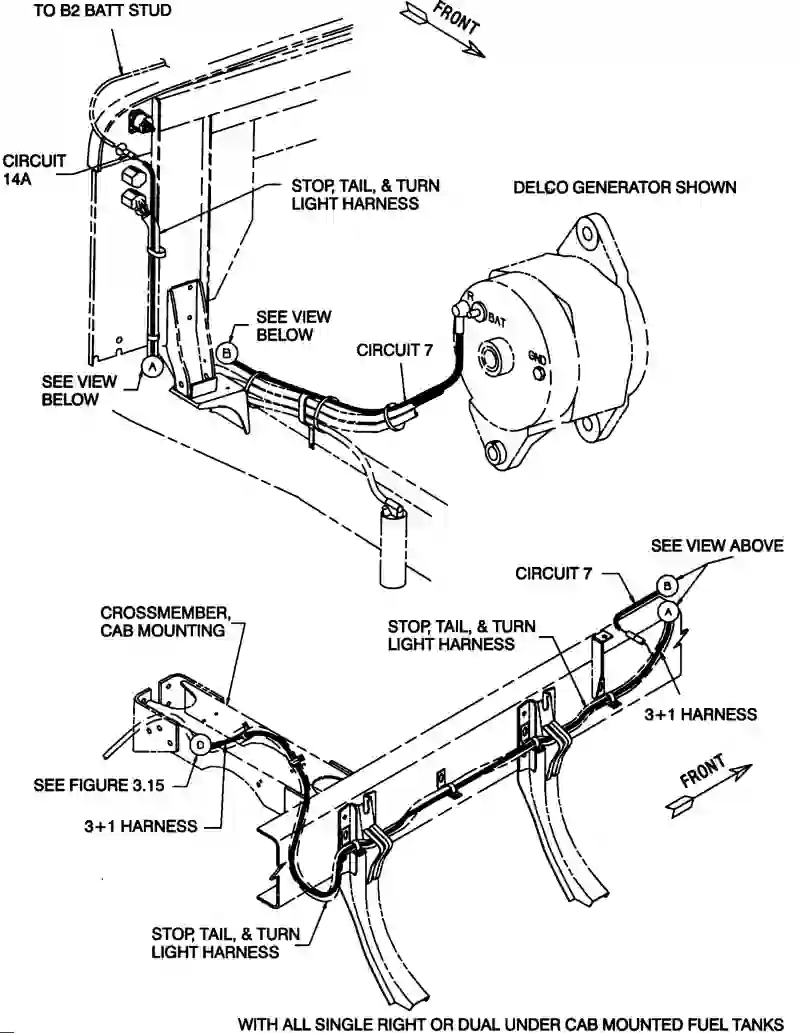 TO B2 BATT STUD
FRONT
CIRCUIT
14A
STOP, TAIL, & TURN
LIGHT HARNESS
DELCO GENERATOR SHOWN
R
BAT
GND
SEE VIEW
BELOW
B
CIRCUIT 7
A
SEE VIEW
BELOW
SEE VIEW ABOVE
CIRCUIT 7
B
A
CROSSMEMBER,
CAB MOUNTING
STOP, TAIL, & TURN
LIGHT HARNESS
3+1 HARNESS
D
SEE FIGURE 3.15
3+1 HARNESS
FRONT
STOP, TAIL, & TURN
LIGHT HARNESS
WITH ALL SINGLE RIGHT OR DUAL UNDER CAB MOUNTED FUEL TANKS